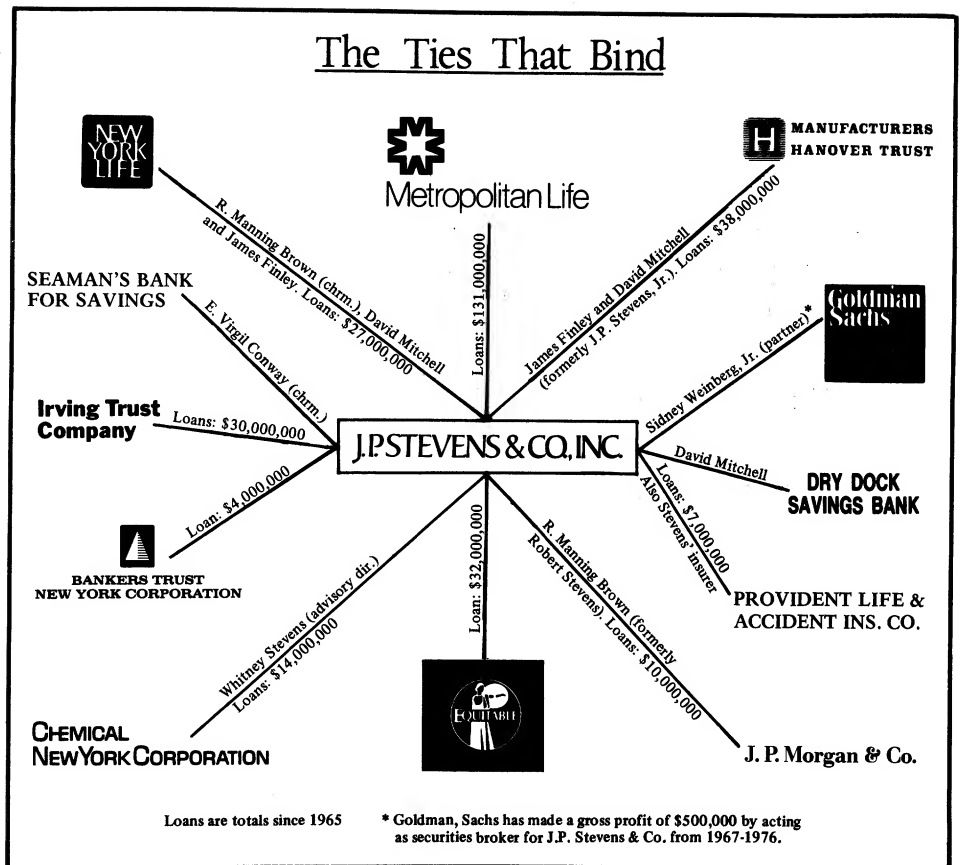 The Ties That Bind
NEW
YORK
LIFE
Metropolitan Life
H
MANUFACTURERS
HANOVER TRUST
R. Manning Brown (chrm.), David Mitchell
and James Finley. Loans: $27,000,000
Loans: $131,000,000
James Finley and David Mitchell
(formerly J.P. Stevens, Jr.). Loans: $38,000,000
SEAMAN'S BANK
FOR SAVINGS
E. Virgil Conway (chrm.)
Goldman
Sachs
Sidney Weinberg, Jr. (partner)*
Irving Trust
Company
Loans: $30,000,000
J.P. STEVENS & CO., INC.
David Mitchell
DRY DOCK
SAVINGS BANK
Loan: $4,000,000
BANKERS TRUST
NEW YORK CORPORATION
Loans: $7,000,000
Also Stevens' insurer
PROVIDENT LIFE &
ACCIDENT INS. CO.
Whitney Stevens (advisory dir.)
Loans: $14,000,000
CHEMICAL
NEW YORK CORPORATION
Loan: $32,000,000
EQUITABLE
R. Manning Brown (formerly
Robert Stevens). Loans: $10,000,000
J. P. Morgan & Co.
Loans are totals since 1965
* Goldman, Sachs has made a gross profit of $500,000 by acting
as securities broker for J.P. Stevens & Co. from 1967-1976.